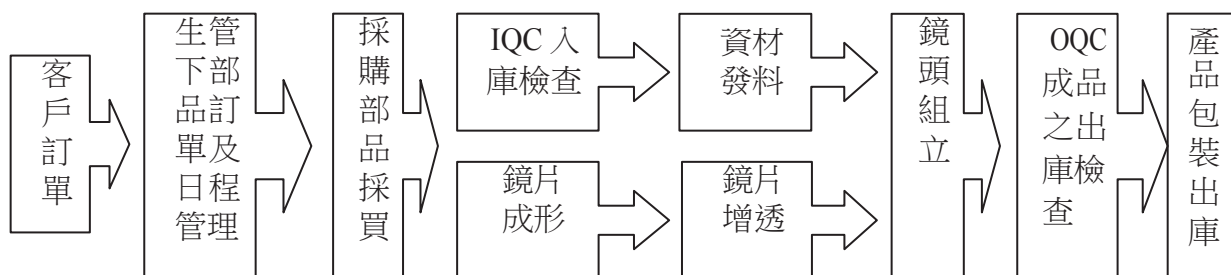 客戶訂單
生管
下部
品訂
單及
日程
管理
採購部品採買
IQC 入
庫檢查
資材
發料
鏡片
成形
鏡片
增透
鏡頭組立
OQC
成品
之出
庫檢
查
產品包裝出庫